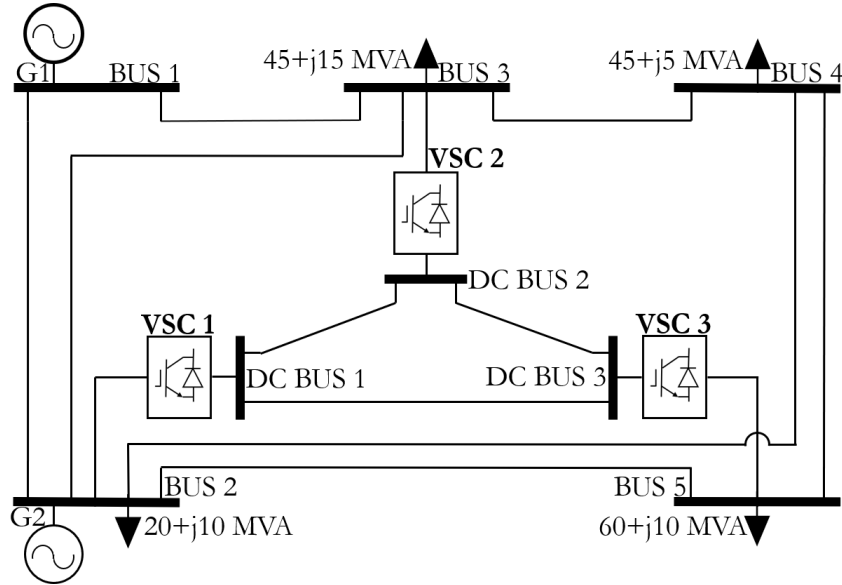 G1
BUS 1
45+j15 MVA
BUS 3
45+j5 MVA
BUS 4
VSC 2
DC BUS 2
VSC 1
VSC 3
DC BUS 1
DC BUS 3
BUS 2
BUS 5
G2
20+j10 MVA
60+j10 MVA